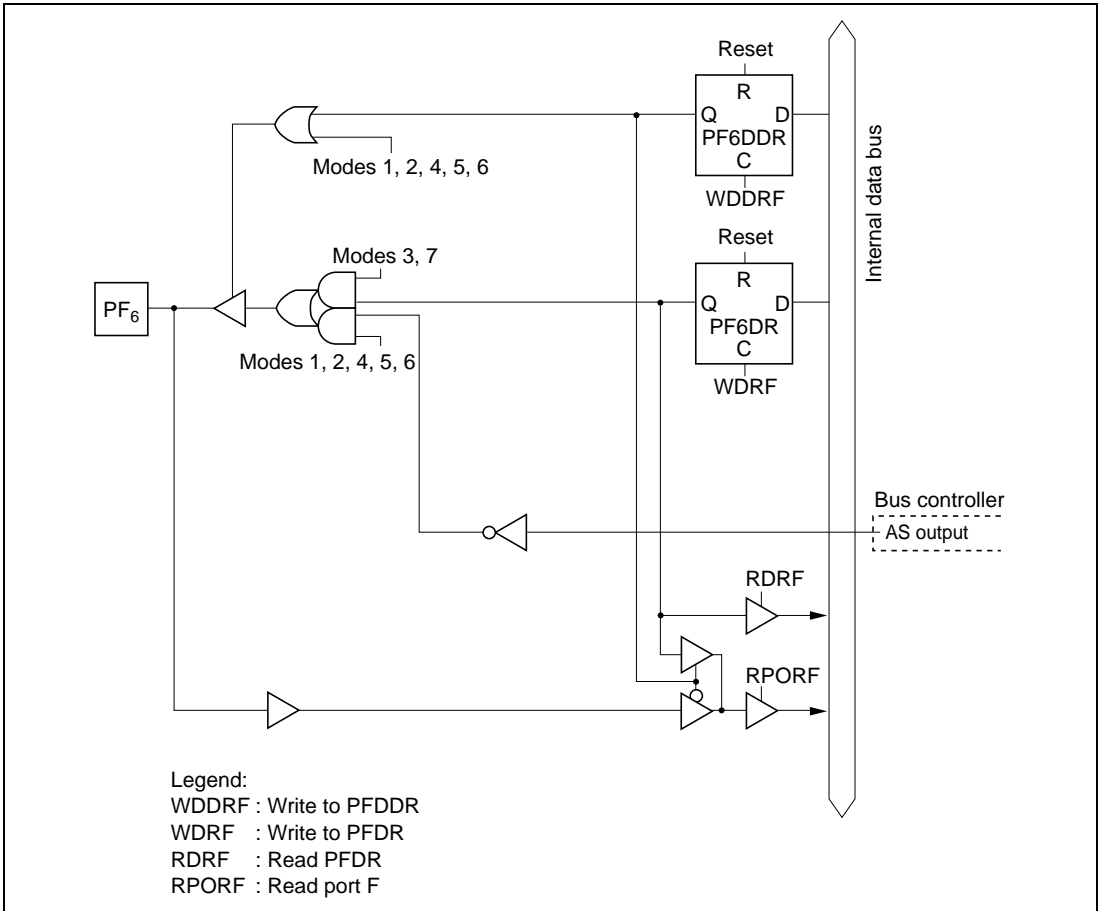 Reset
R
Q D
PF6DDR
C
WDDRF
Modes 1, 2, 4, 5, 6
Internal data bus
Reset
Modes 3, 7
R
Q D
PF6DR
C
WDRF
PF6
Modes 1, 2, 4, 5, 6
Bus controller
AS output
RDRF
RPORF
Legend:
WDDRF : Write to PFDDR
WDRF : Write to PFDR
RDRF : Read PFDR
RPORF : Read port F